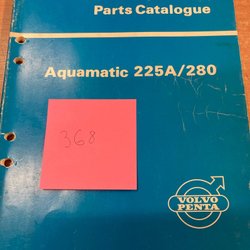 Parts Catalogue
Aquamatic 225A/280
368
VOLVO
PENTA